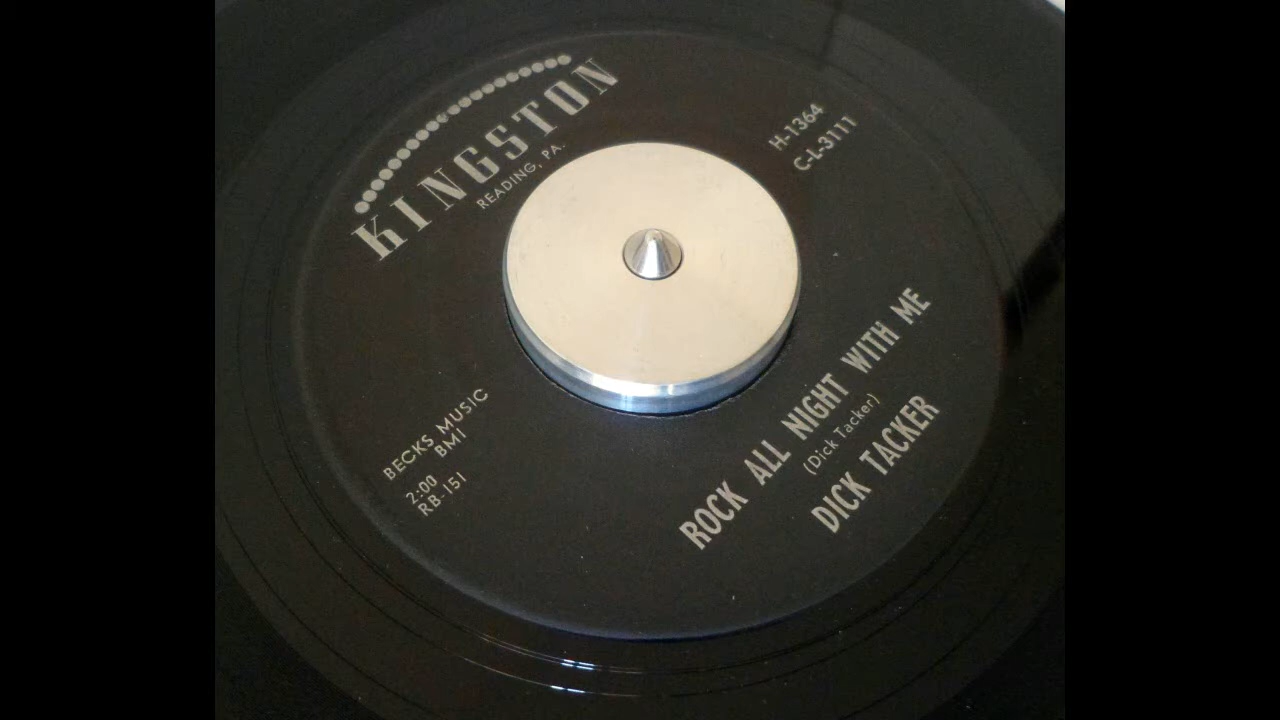 KINGSTON
READING, PA.
H-1364
C-L-3111
BECKS MUSIC
BMI
2:00
RB-151
ROCK ALL NIGHT WITH ME
(Dick Tacker)
DICK TACKER